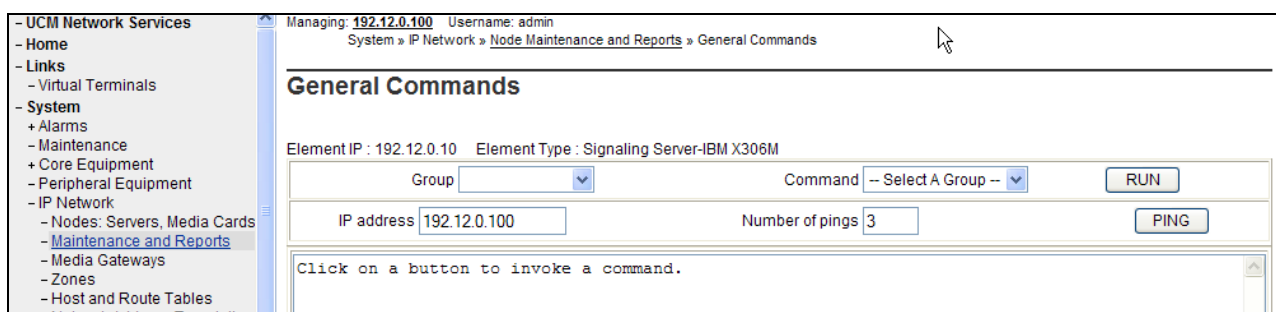 – UCM Network Services
– Home
– Links
– Virtual Terminals
– System
+ Alarms
– Maintenance
+ Core Equipment
– Peripheral Equipment
– IP Network
– Nodes: Servers, Media Cards
– Maintenance and Reports
– Media Gateways
– Zones
– Host and Route Tables
Managing: 192.12.0.100 Username: admin
System » IP Network » Node Maintenance and Reports » General Commands
General Commands
Element IP : 192.12.0.10 Element Type : Signaling Server-IBM X306M
Group Command -- Select A Group -- RUN
IP address 192.12.0.100 Number of pings 3 PING
Click on a button to invoke a command.